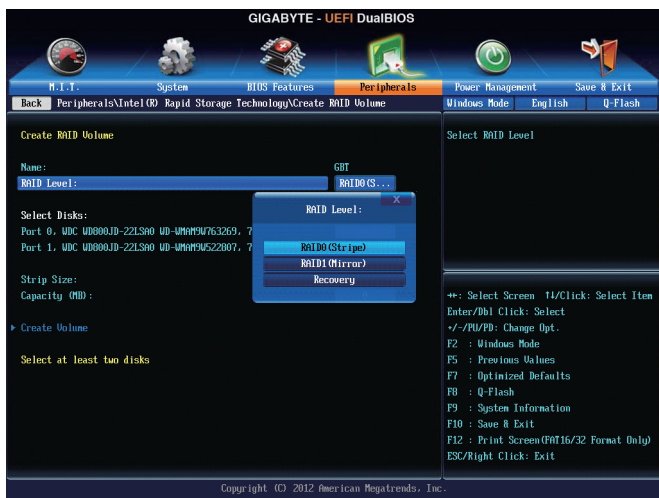 GIGABYTE - UEFI DualBIOS
M.I.T.
System
BIOS Features
Peripherals
Power Management
Save & Exit
Back Peripherals\Intel(R) Rapid Storage Technology\Create RAID Volume
Windows Mode English Q-Flash
Create RAID Volume
Name: GBT
RAID Level: RAID0(S...
Select Disks:
Port 0, WDC WD800JD-22LSA0 WD-WMAM9W763269, 7
Port 1, WDC WD800JD-22LSA0 WD-WMAM9W522807, 7
Strip Size:
Capacity (MB):
Create Volume
Select at least two disks
X
RAID Level:
RAID0(Stripe)
RAID1(Mirror)
Recovery
Select RAID Level
→←: Select Screen ↑↓/Click: Select Item
Enter/Dbl Click: Select
+/-/PU/PD: Change Opt.
F2 : Windows Mode
F5 : Previous Values
F7 : Optimized Defaults
F8 : Q-Flash
F9 : System Information
F10 : Save & Exit
F12 : Print Screen(FAT16/32 Format Only)
ESC/Right Click: Exit
Copyright (C) 2012 American Megatrends, Inc.